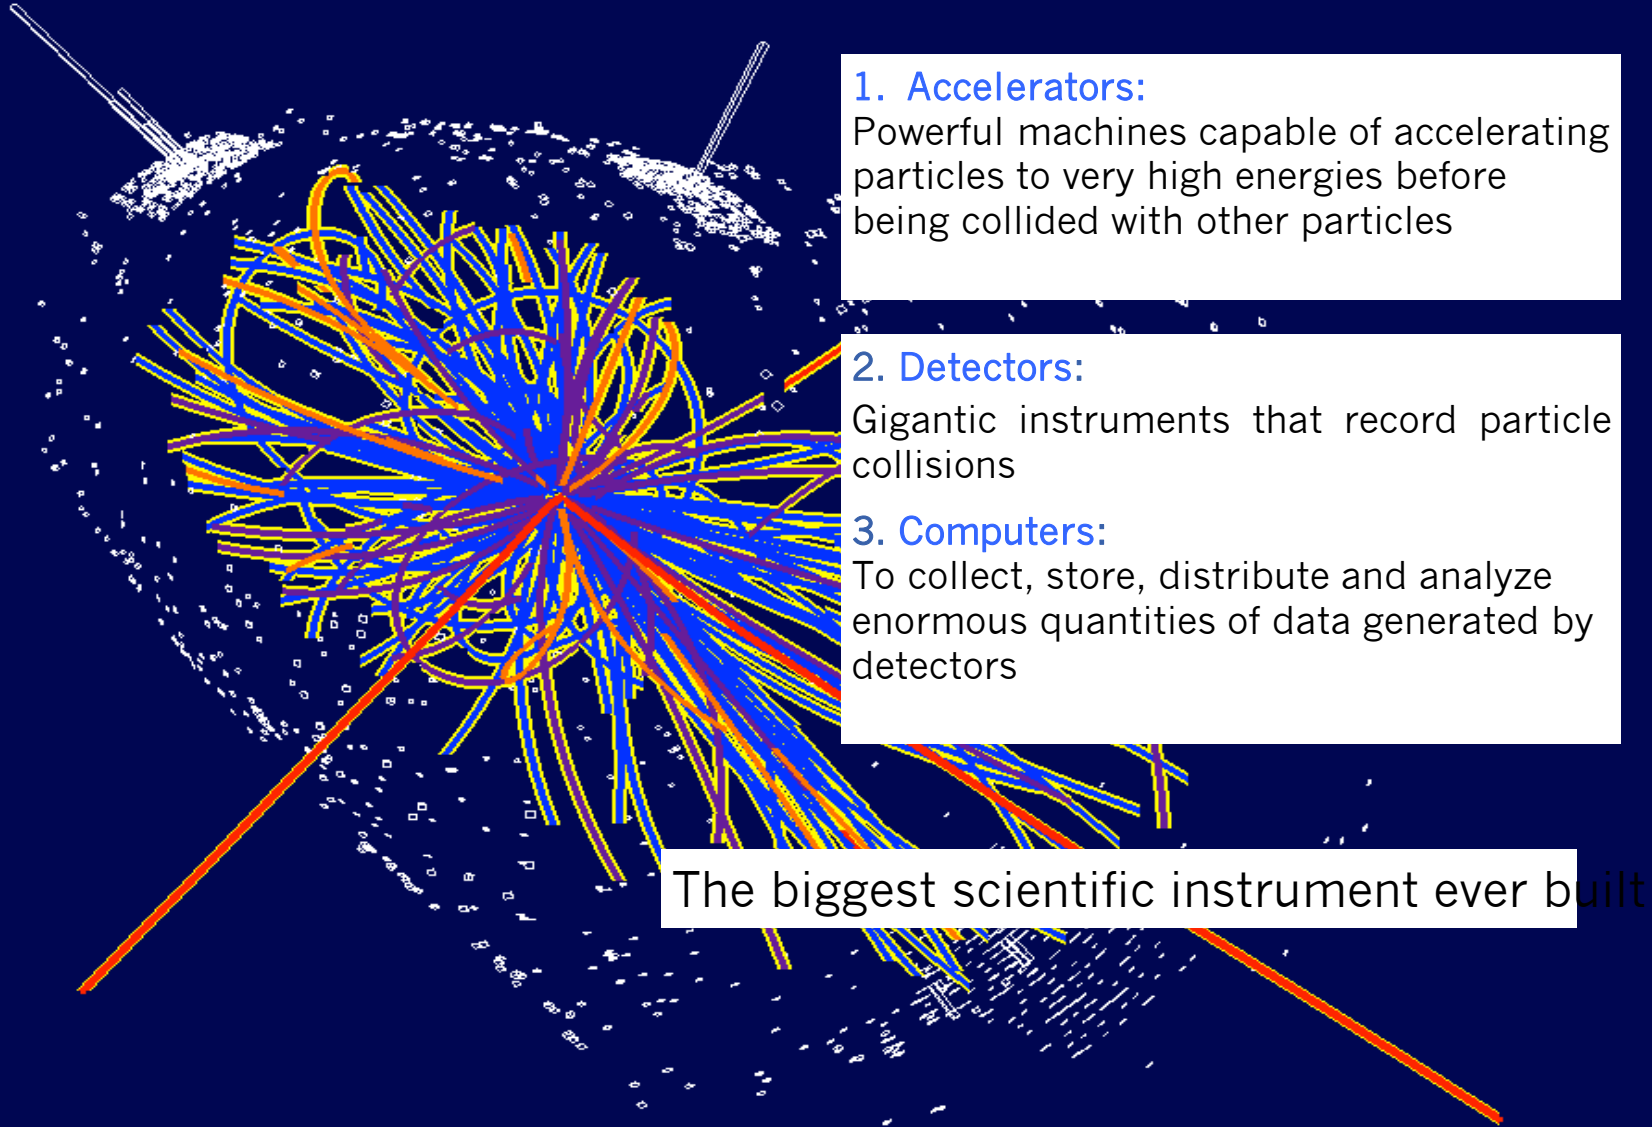 1. Accelerators:
Powerful machines capable of accelerating
particles to very high energies before
being collided with other particles
2. Detectors:
Gigantic instruments that record particle
collisions
3. Computers:
To collect, store, distribute and analyze
enormous quantities of data generated by
detectors
The biggest scientific instrument ever built